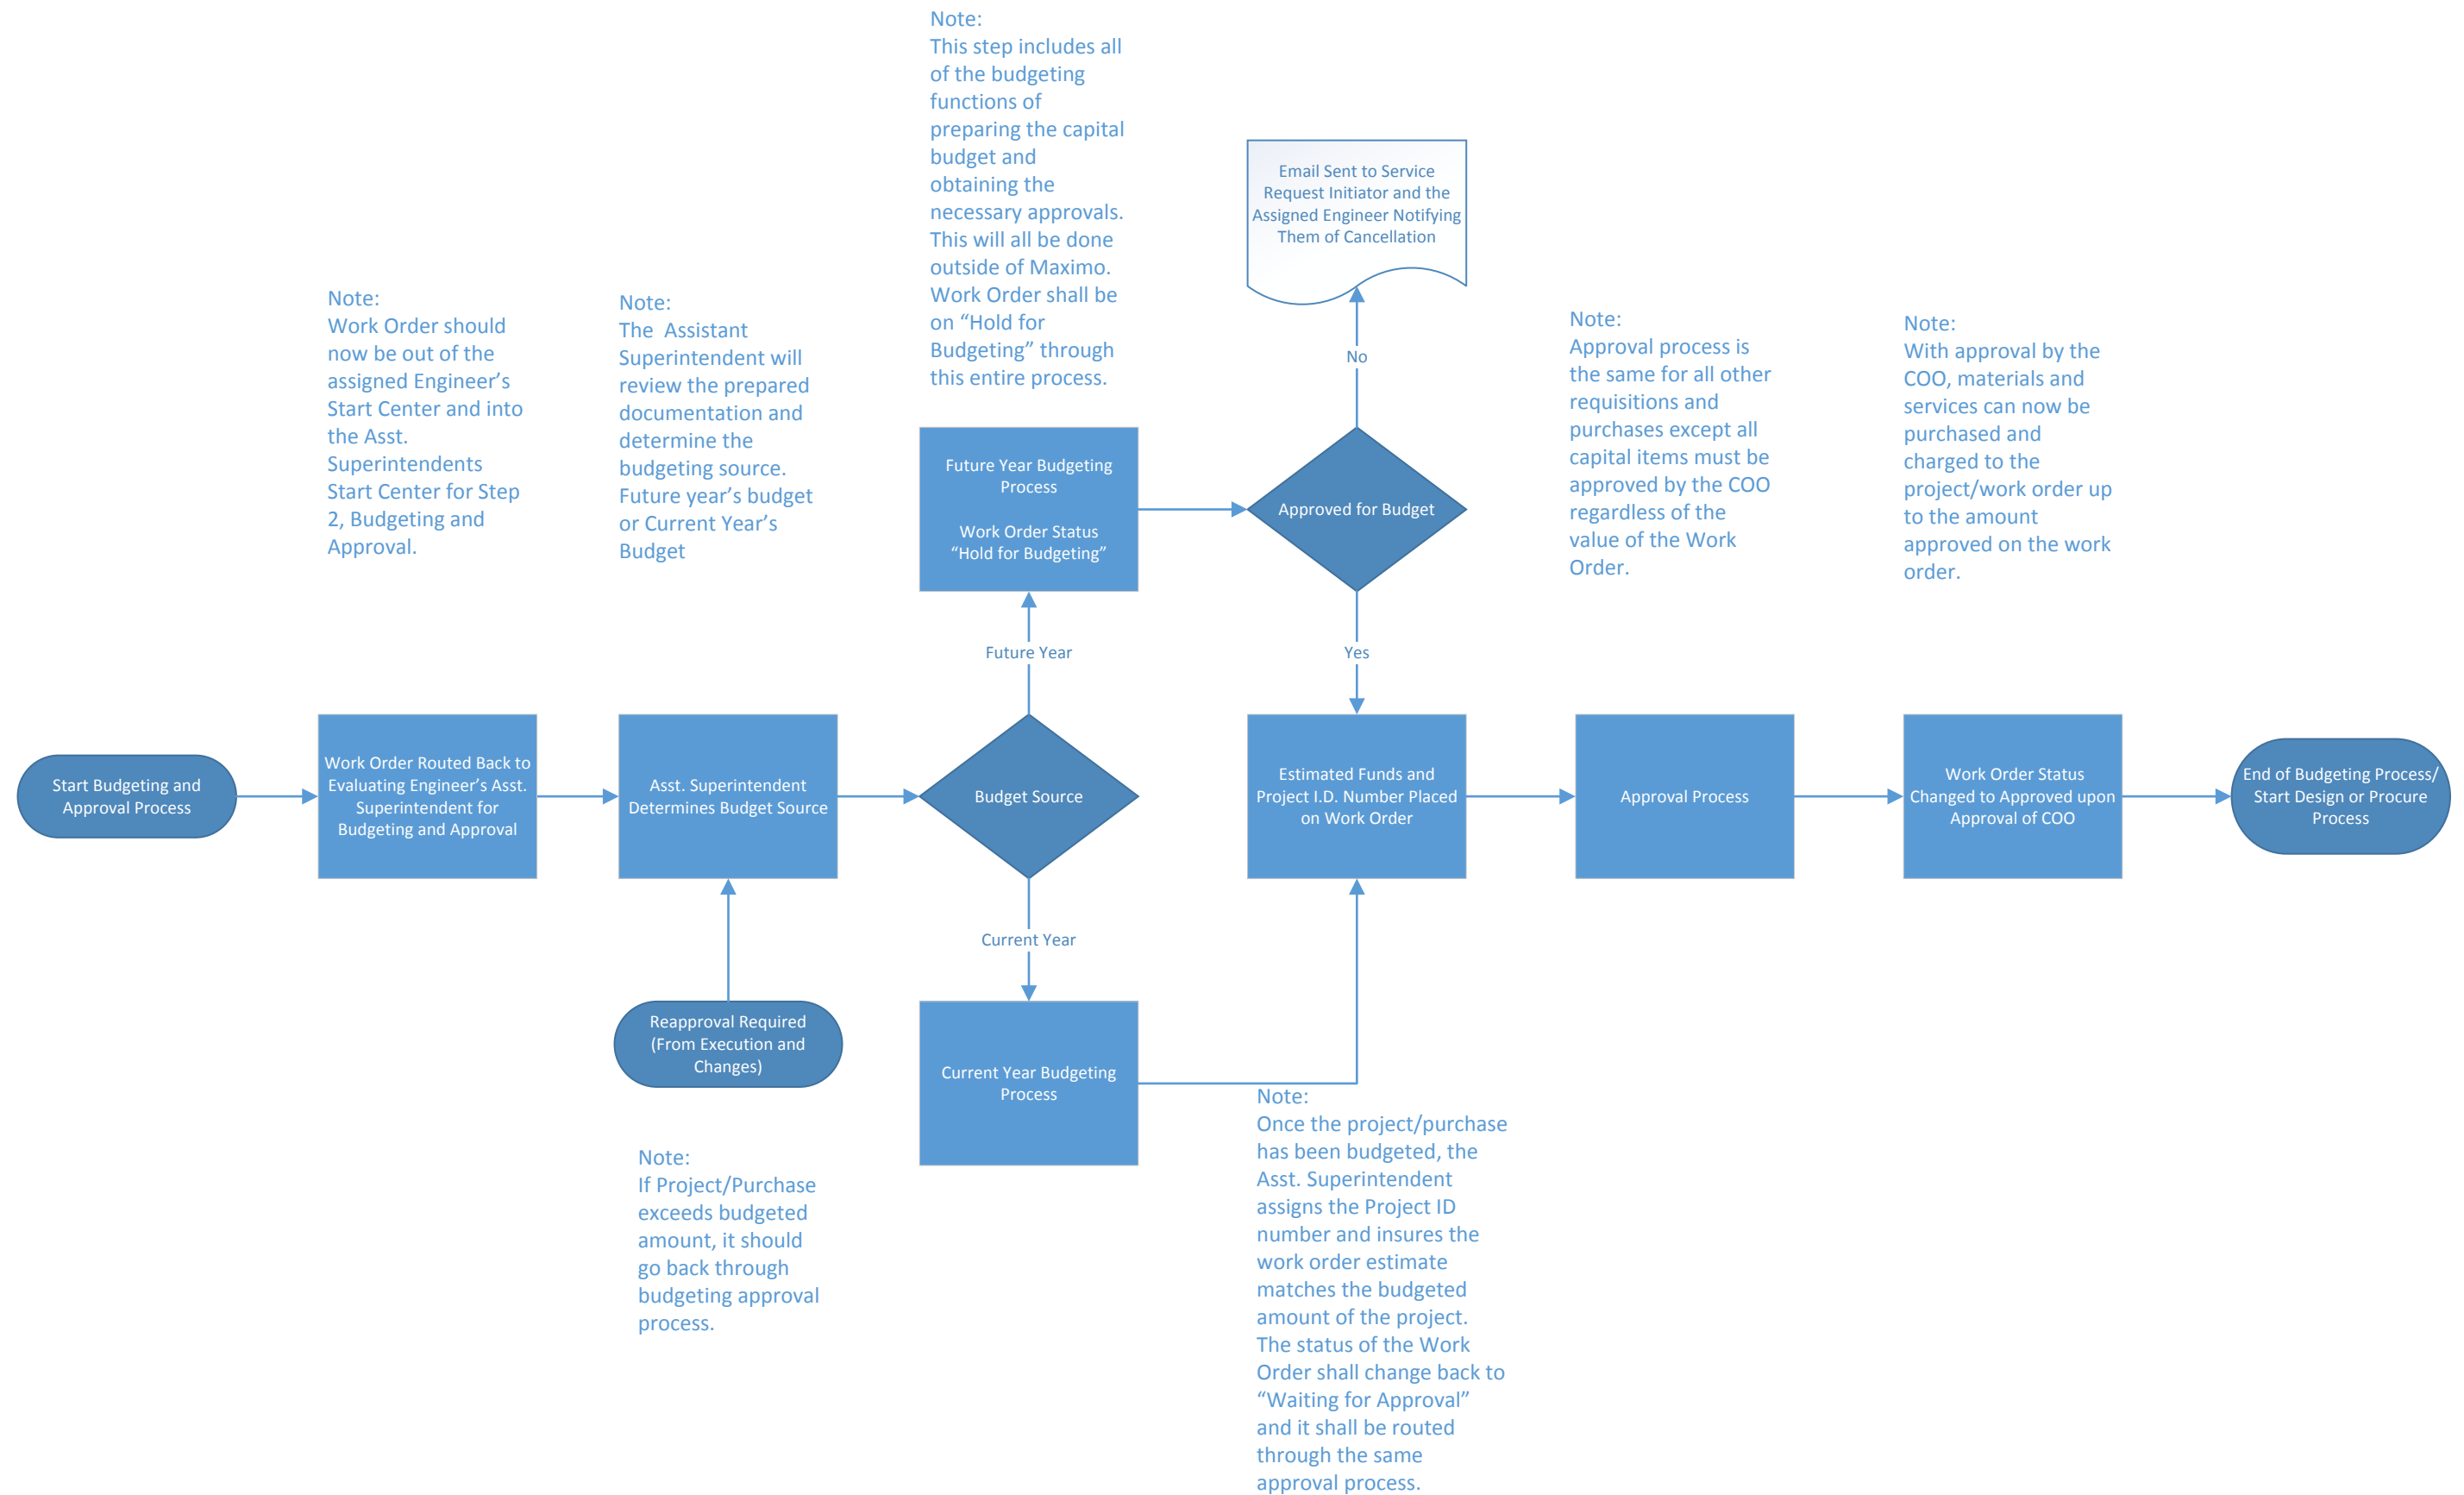 Note:
This step includes all
of the budgeting
functions of
preparing the capital
budget and
obtaining the
necessary approvals.
This will all be done
outside of Maximo.
Work Order shall be
on “Hold for
Budgeting” through
this entire process.
Email Sent to Service
Request Initiator and the
Assigned Engineer Notifying
Them of Cancellation
Note:
Work Order should
now be out of the
assigned Engineer’s
Start Center and into
the Asst.
Superintendents
Start Center for Step
2, Budgeting and
Approval.
Note:
The  Assistant
Superintendent will
review the prepared
documentation and
determine the
budgeting source.
Future year’s budget
or Current Year’s
Budget
No
Note:
Approval process is
the same for all other
requisitions and
purchases except all
capital items must be
approved by the COO
regardless of the
value of the Work
Order.
Note:
With approval by the
COO, materials and
services can now be
purchased and
charged to the
project/work order up
to the amount
approved on the work
order.
Future Year Budgeting
Process
Work Order Status
“Hold for Budgeting”
Approved for Budget
Future Year
Yes
Start Budgeting and
Approval Process
Work Order Routed Back to
Evaluating Engineer’s Asst.
Superintendent for
Budgeting and Approval
Asst. Superintendent
Determines Budget Source
Budget Source
Estimated Funds and
Project I.D. Number Placed
on Work Order
Approval Process
Work Order Status
Changed to Approved upon
Approval of COO
End of Budgeting Process/
Start Design or Procure
Process
Current Year
Reapproval Required
(From Execution and
Changes)
Current Year Budgeting
Process
Note:
If Project/Purchase
exceeds budgeted
amount, it should
go back through
budgeting approval
process.
Note:
Once the project/purchase
has been budgeted, the
Asst. Superintendent
assigns the Project ID
number and insures the
work order estimate
matches the budgeted
amount of the project.
The status of the Work
Order shall change back to
“Waiting for Approval”
and it shall be routed
through the same
approval process.